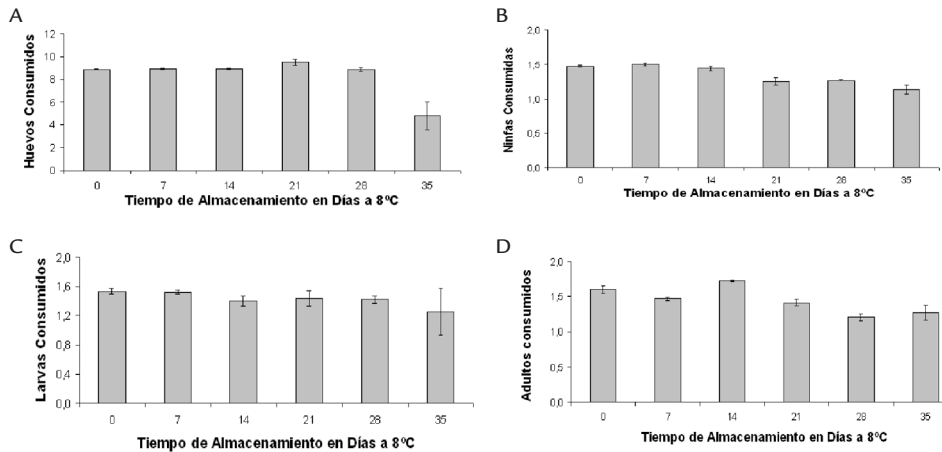 A
Huevos Consumidos
12
10
8
6
4
2
0
0 7 14 21 28 35
Tiempo de Almacenamiento en Días a 8ºC
B
Ninfas Consumidas
2,0
1,5
1,0
0,5
0,0
0 7 14 21 28 35
Tiempo de Almacenamiento en Días a 8ºC
C
Larvas Consumidos
2,0
1,6
1,2
0,8
0,4
0,0
0 7 14 21 28 35
Tiempo de Almacenamiento en Días a 8ºC
D
Adultos consumidos
2,0
1,5
1,0
0,5
0,0
0 7 14 21 28 35
Tiempo de Almacenamiento en Días a 8ºC